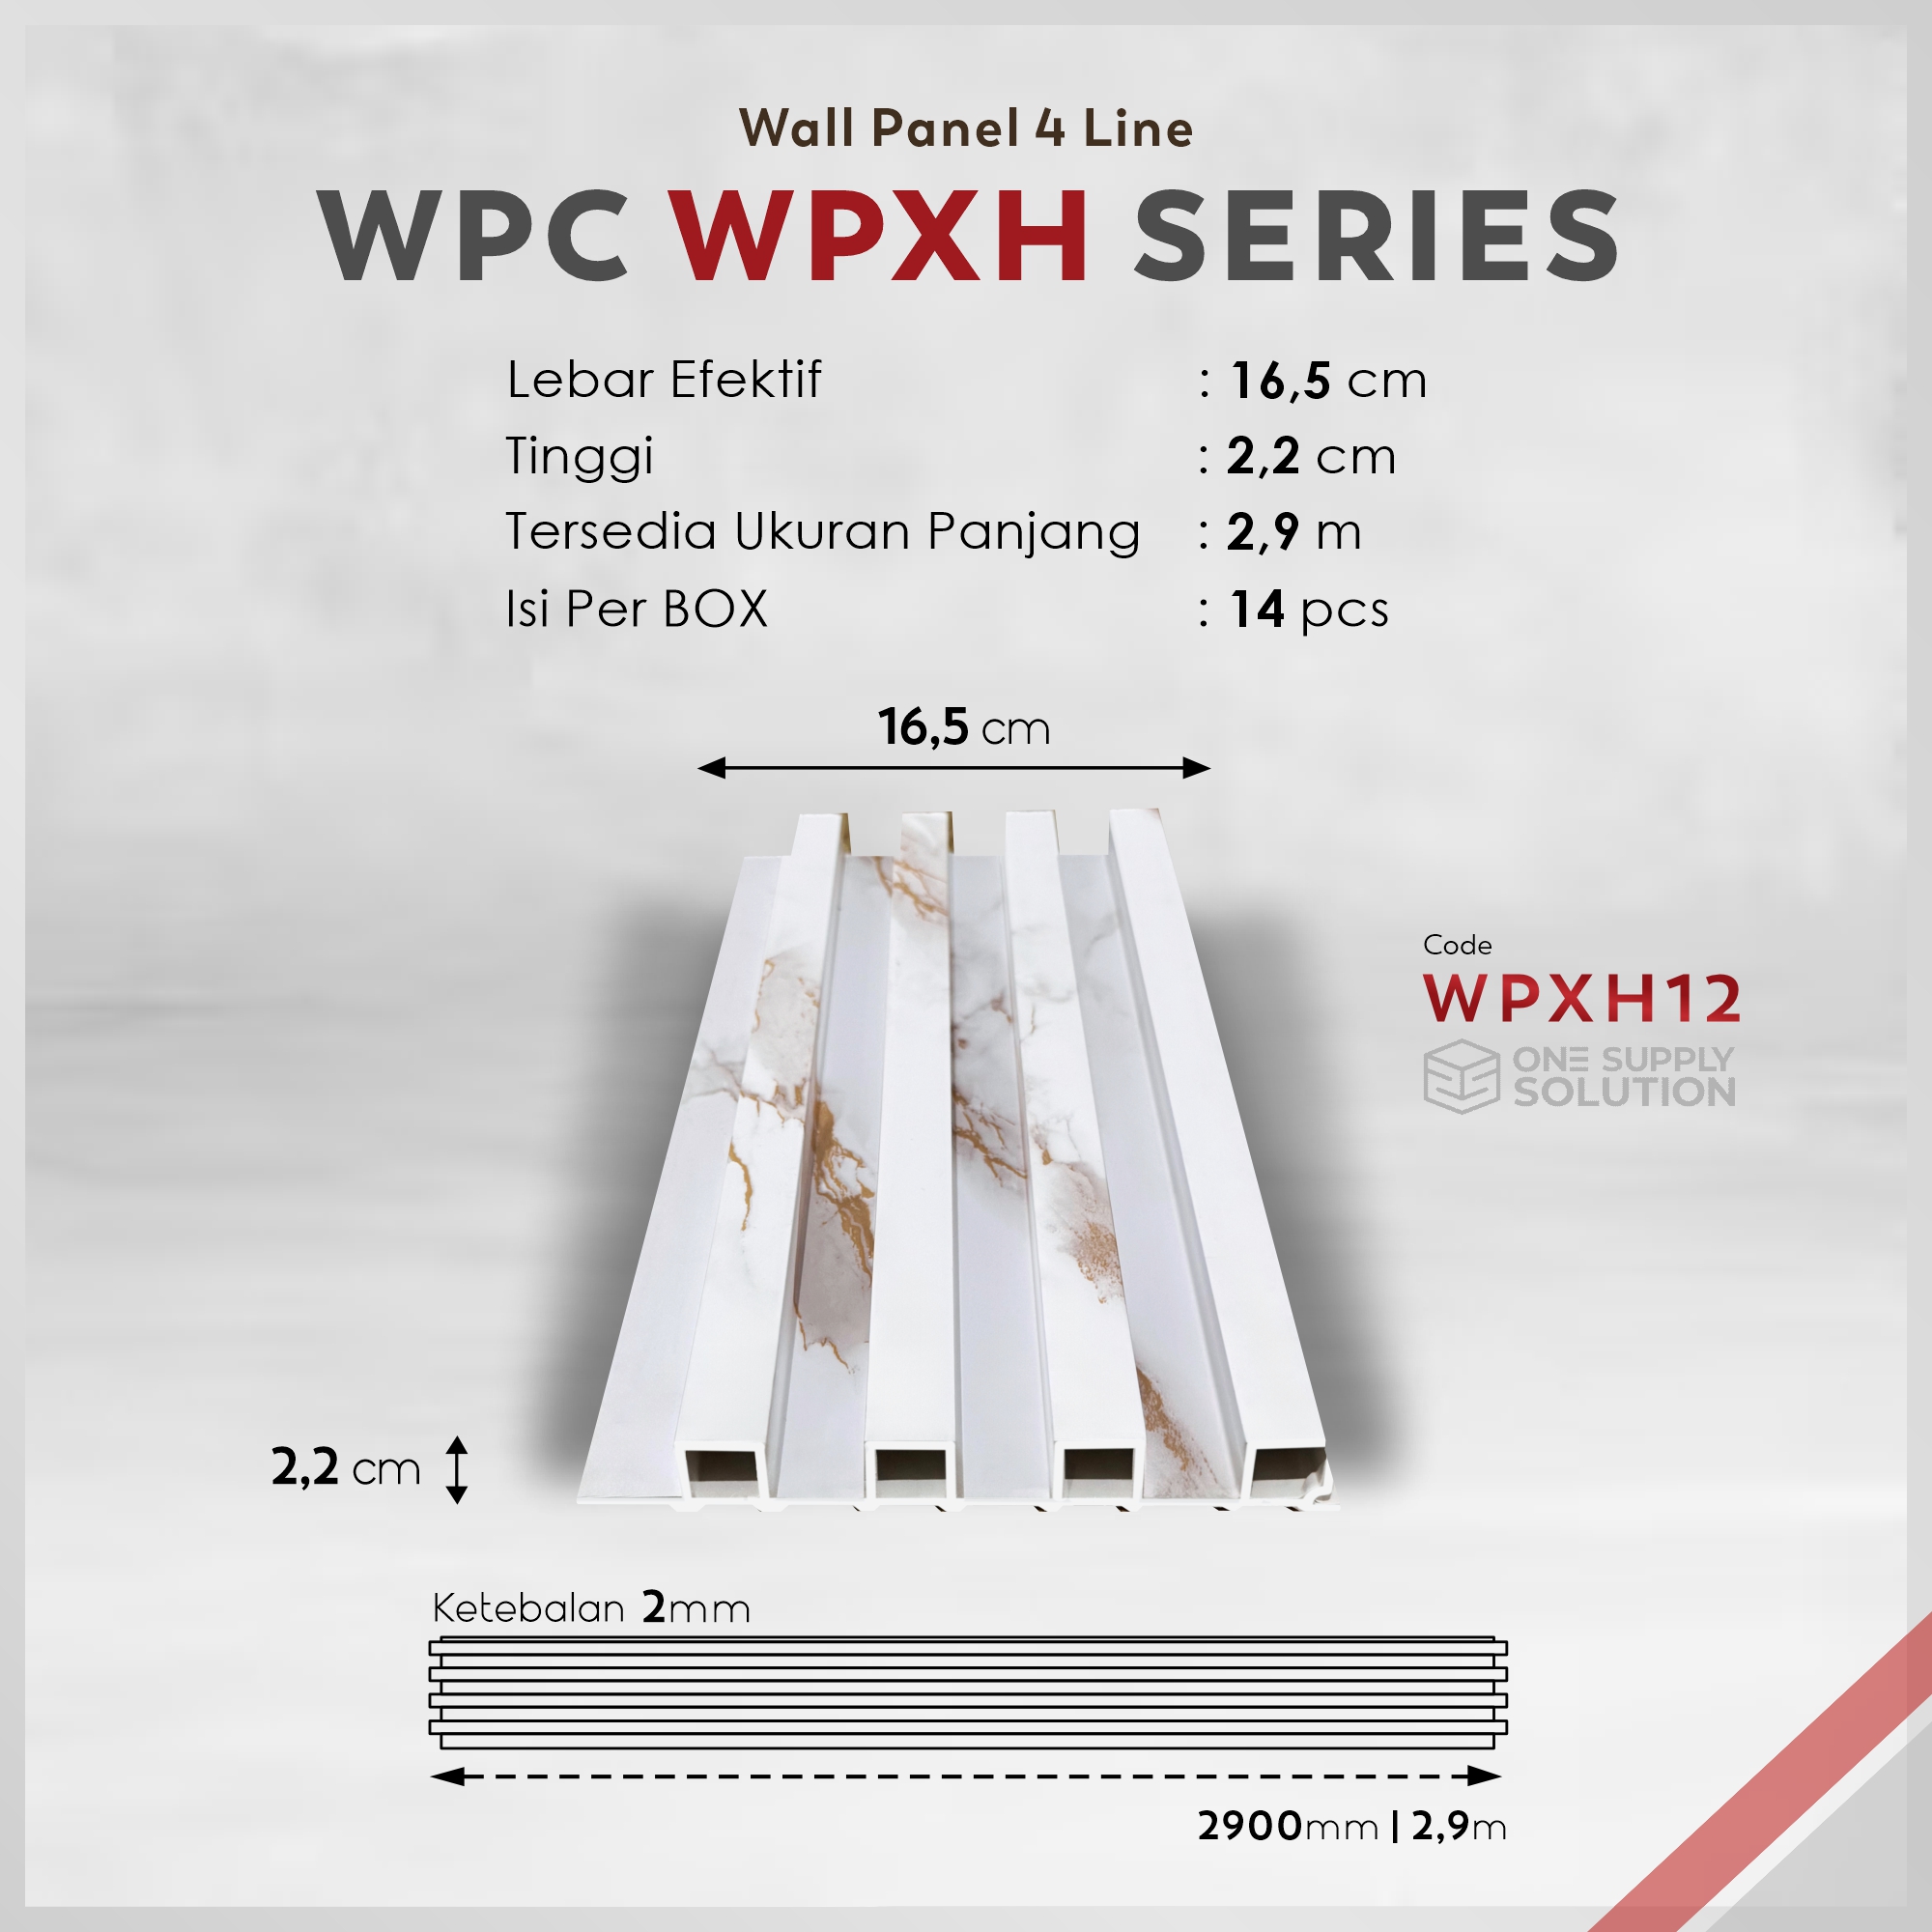 Wall Panel 4 Line
WPC WPXH SERIES
Lebar Efektif : 16,5 cm
Tinggi : 2,2 cm
Tersedia Ukuran Panjang : 2,9 m
Isi Per BOX : 14 pcs
16,5 cm
Code
WPXH12
ONE SUPPLY
SOLUTION
2,2 cm
Ketebalan 2mm
2900mm | 2,9m